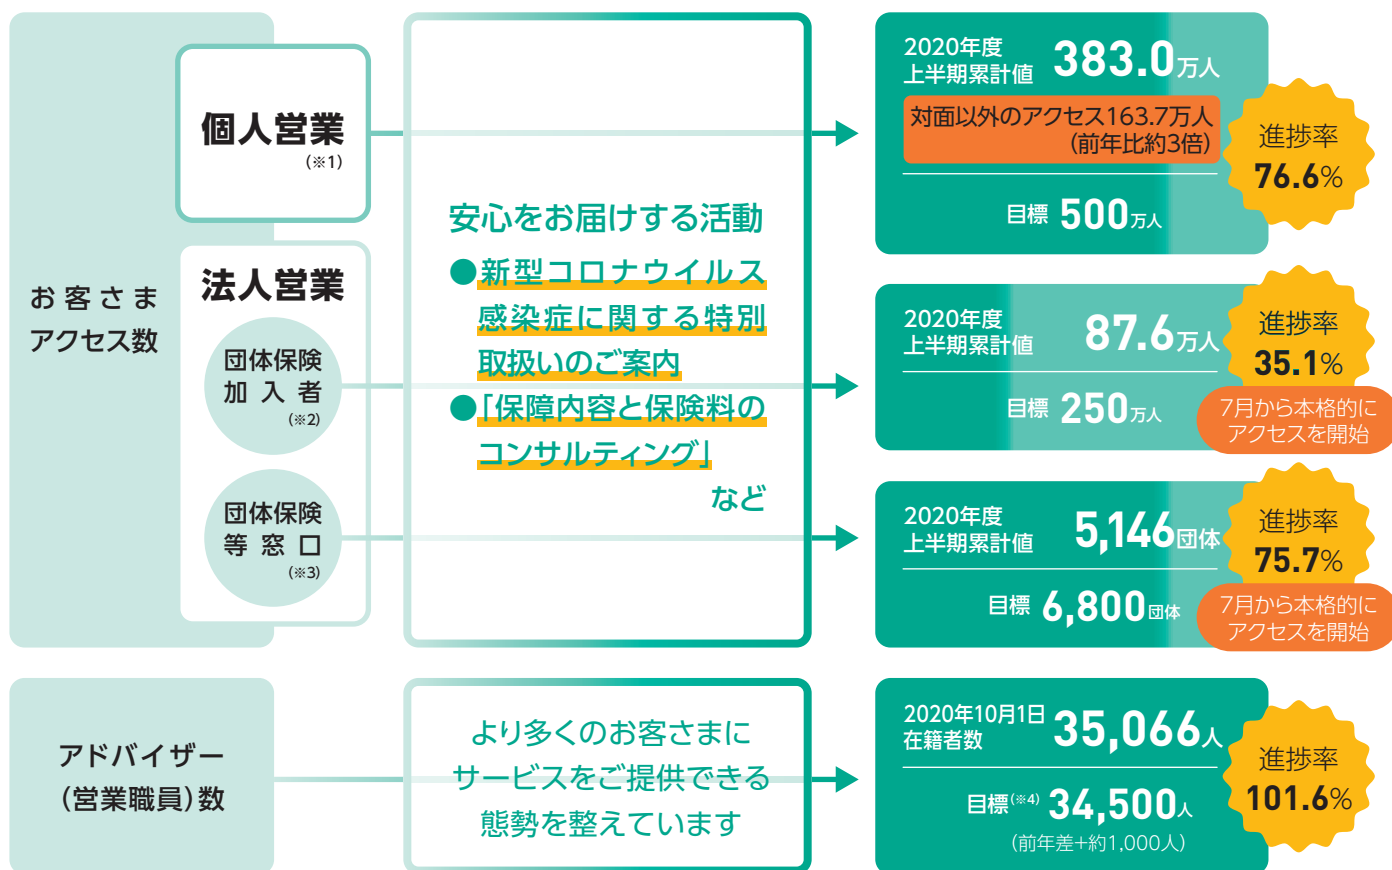 お客さま
アクセス数
個人営業
(※1)
法人営業
団体保険
加入者
(※2)
団体保険
等窓口
(※3)
安心をお届けする活動
●新型コロナウイルス
感染症に関する特別
取扱いのご案内
●「保障内容と保険料の
コンサルティング」
など
2020年度
上半期累計値 383.0万人
対面以外のアクセス163.7万人
(前年比約3倍)
目標 500万人
進捗率
76.6%
2020年度
上半期累計値 87.6万人
目標 250万人
進捗率
35.1%
7月から本格的に
アクセスを開始
2020年度
上半期累計値 5,146団体
目標 6,800団体
進捗率
75.7%
7月から本格的に
アクセスを開始
アドバイザー
(営業職員)数
より多くのお客さまに
サービスをご提供できる
態勢を整えています
2020年10月1日
在籍者数 35,066人
目標(※4) 34,500人
(前年差+約1,000人)
進捗率
101.6%